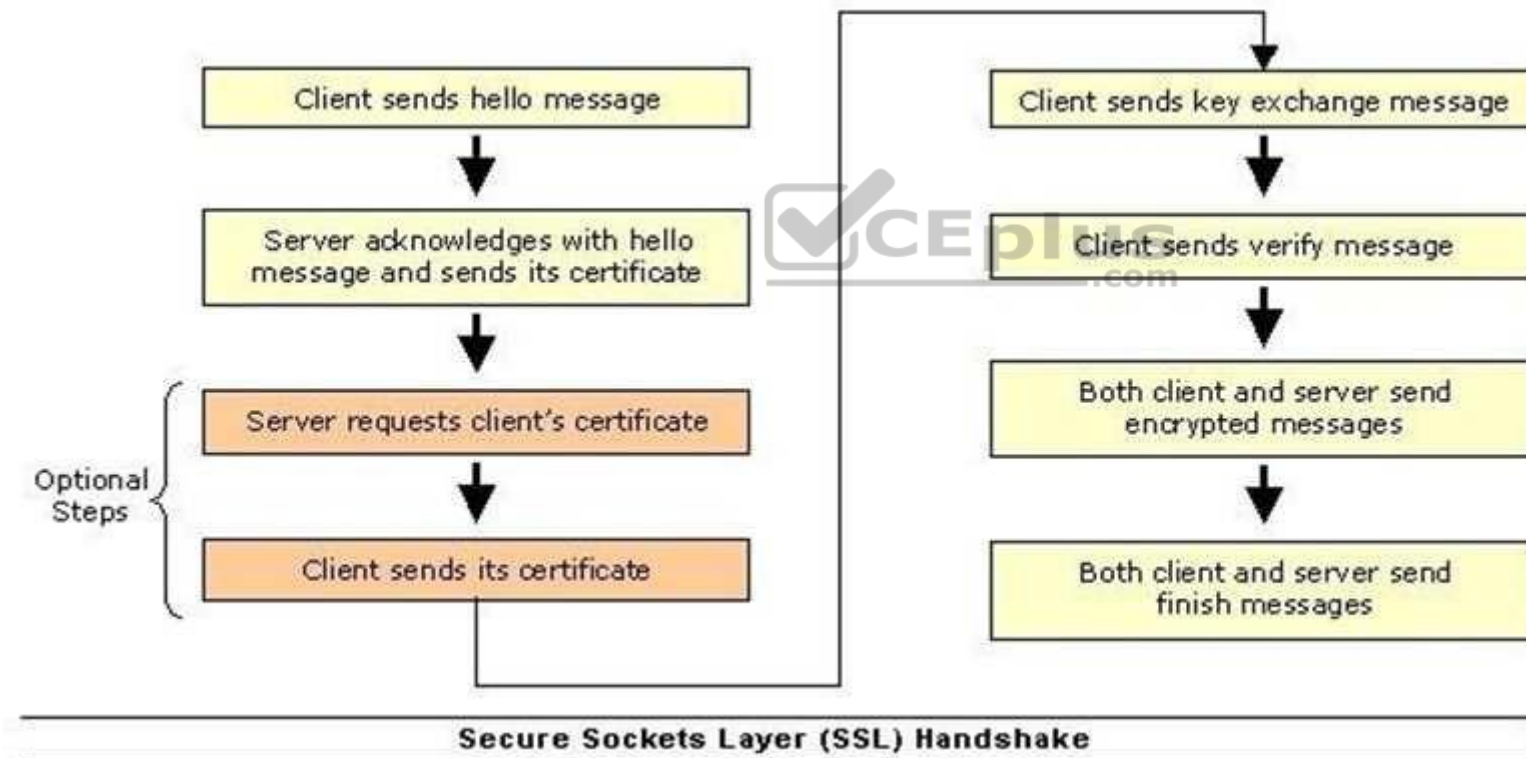 Client sends hello message
Server acknowledges with hello
message and sends its certificate
Server requests client's certificate
Client sends its certificate
Optional
Steps
Client sends key exchange message
Client sends verify message
Both client and server send
encrypted messages
Both client and server send
finish messages
CEplus
.com
Secure Sockets Layer (SSL) Handshake